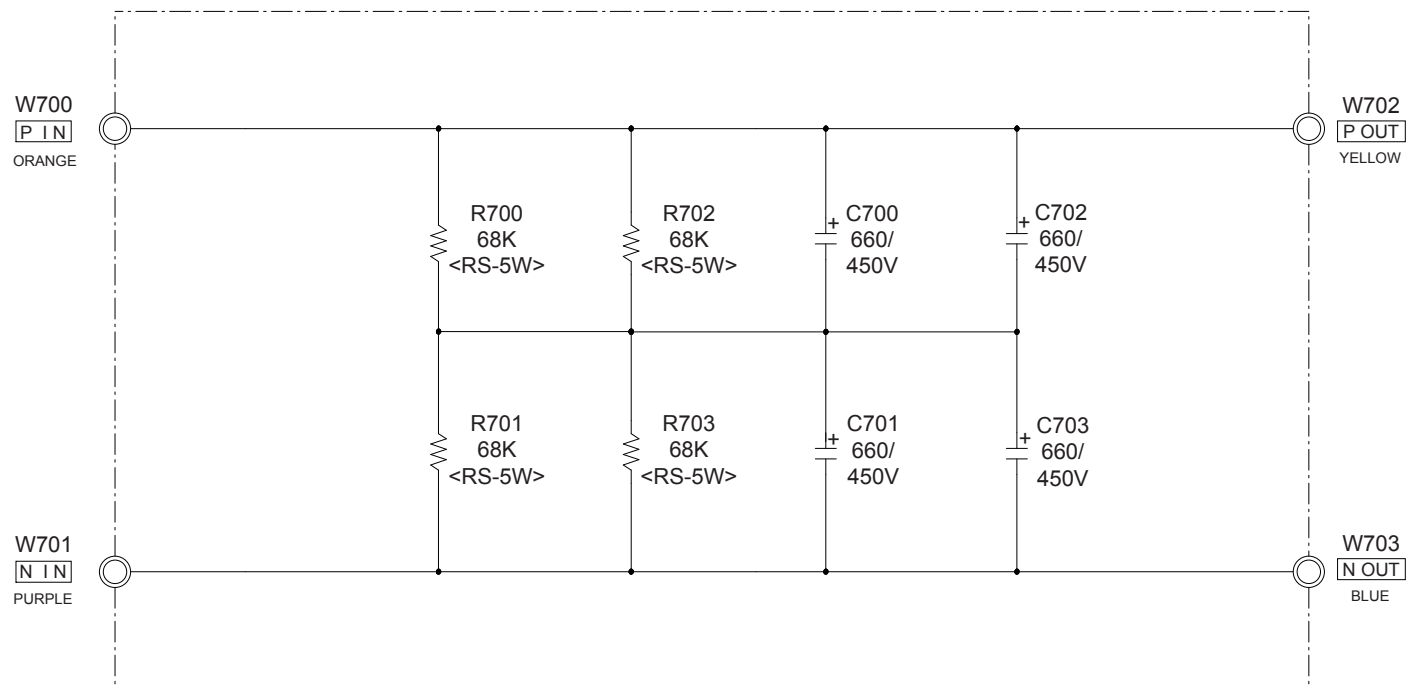 W700
P IN
ORANGE
W702
P OUT
YELLOW
R700
68K
<RS-5W>
R702
68K
<RS-5W>
+ C700
660/
450V
+ C702
660/
450V
R701
68K
<RS-5W>
R703
68K
<RS-5W>
+ C701
660/
450V
+ C703
660/
450V
W701
N IN
PURPLE
W703
N OUT
BLUE